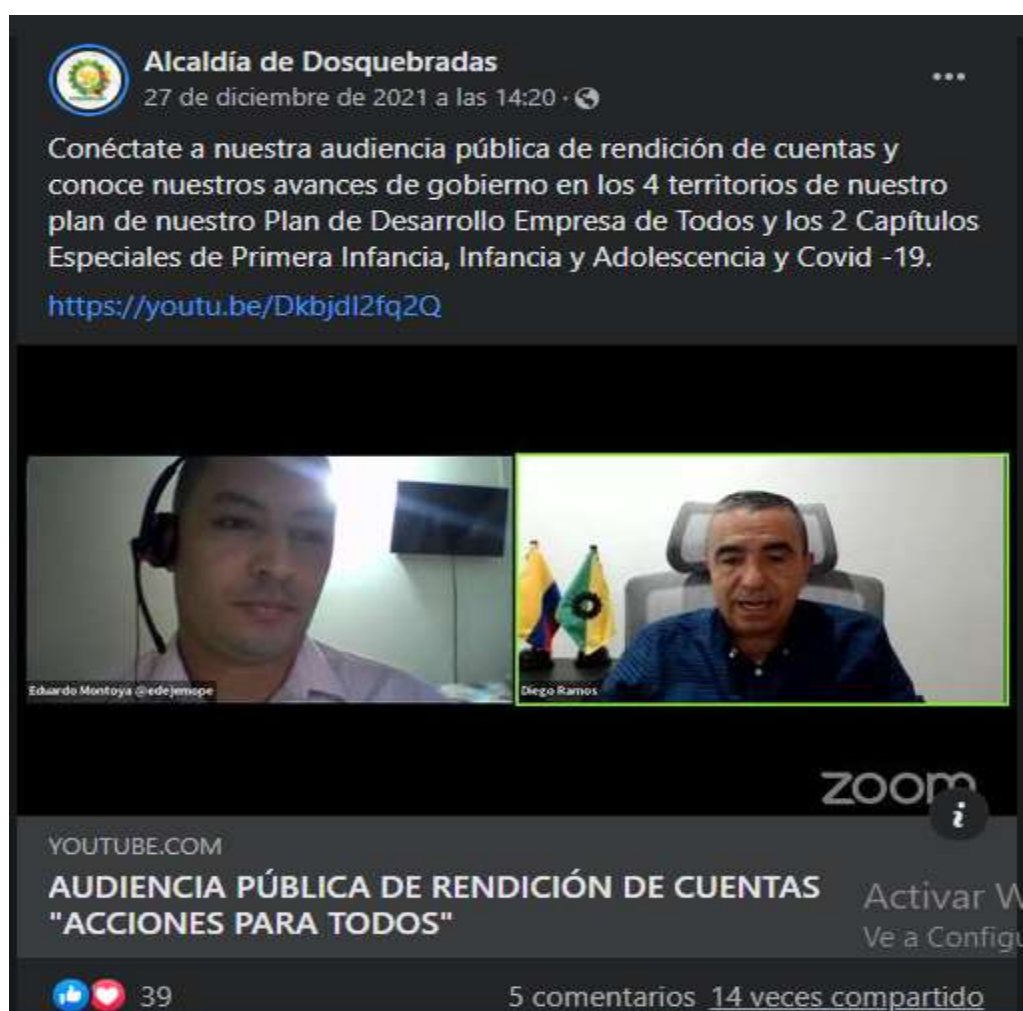 Alcaldía de Dosquebradas
27 de diciembre de 2021 a las 14:20 ·
Conéctate a nuestra audiencia pública de rendición de cuentas y
conoce nuestros avances de gobierno en los 4 territorios de nuestro
plan de nuestro Plan de Desarrollo Empresa de Todos y los 2 Capítulos
Especiales de Primera Infancia, Infancia y Adolescencia y Covid -19.
https://youtu.be/Dkbjdl2fq2Q
Eduardo Montoya @edejemope
Diego Ramos
zoom
YOUTUBE.COM
AUDIENCIA PÚBLICA DE RENDICIÓN DE CUENTAS
"ACCIONES PARA TODOS"
Activar W
Ve a Configu
39
5 comentarios 14 veces compartido